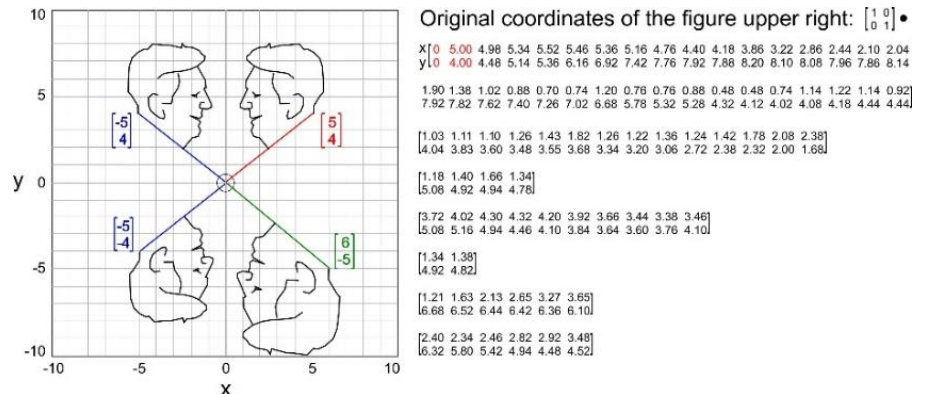 Original coordinates of the figure upper right: [1 0
0 1] •
x [0 5.00 4.98 5.34 5.52 5.46 5.36 5.16 4.76 4.40 4.18 3.86 3.22 2.86 2.44 2.10 2.04
y [0 4.00 4.48 5.14 5.36 6.16 6.92 7.42 7.76 7.92 7.88 8.20 8.10 8.08 7.96 7.86 8.14
1.90 1.38 1.02 0.88 0.70 0.74 1.20 0.76 0.76 0.88 0.48 0.48 0.74 1.14 1.22 1.14 0.92]
7.92 7.82 7.62 7.40 7.26 7.02 6.68 5.78 5.32 5.28 4.32 4.12 4.02 4.08 4.18 4.44 4.44]
[1.03 1.11 1.10 1.26 1.43 1.82 1.26 1.22 1.36 1.24 1.42 1.78 2.08 2.38]
[4.04 3.83 3.60 3.48 3.55 3.68 3.34 3.20 3.06 2.72 2.38 2.32 2.00 1.68]
[1.18 1.40 1.66 1.34]
[5.08 4.92 4.94 4.78]
[3.72 4.02 4.30 4.32 4.20 3.92 3.66 3.44 3.38 3.46]
[5.08 5.16 4.94 4.46 4.10 3.84 3.64 3.60 3.76 4.10]
[1.34 1.38]
[4.92 4.82]
[1.21 1.63 2.13 2.65 3.27 3.65]
[6.68 6.52 6.44 6.42 6.36 6.10]
[2.40 2.34 2.46 2.82 2.92 3.48]
[6.32 5.80 5.42 4.94 4.48 4.52]
10
5
y 0
-5
-10
-10 -5 0 5 10
x
[-5
4]
[5
4]
[-5
-4]
[6
-5]